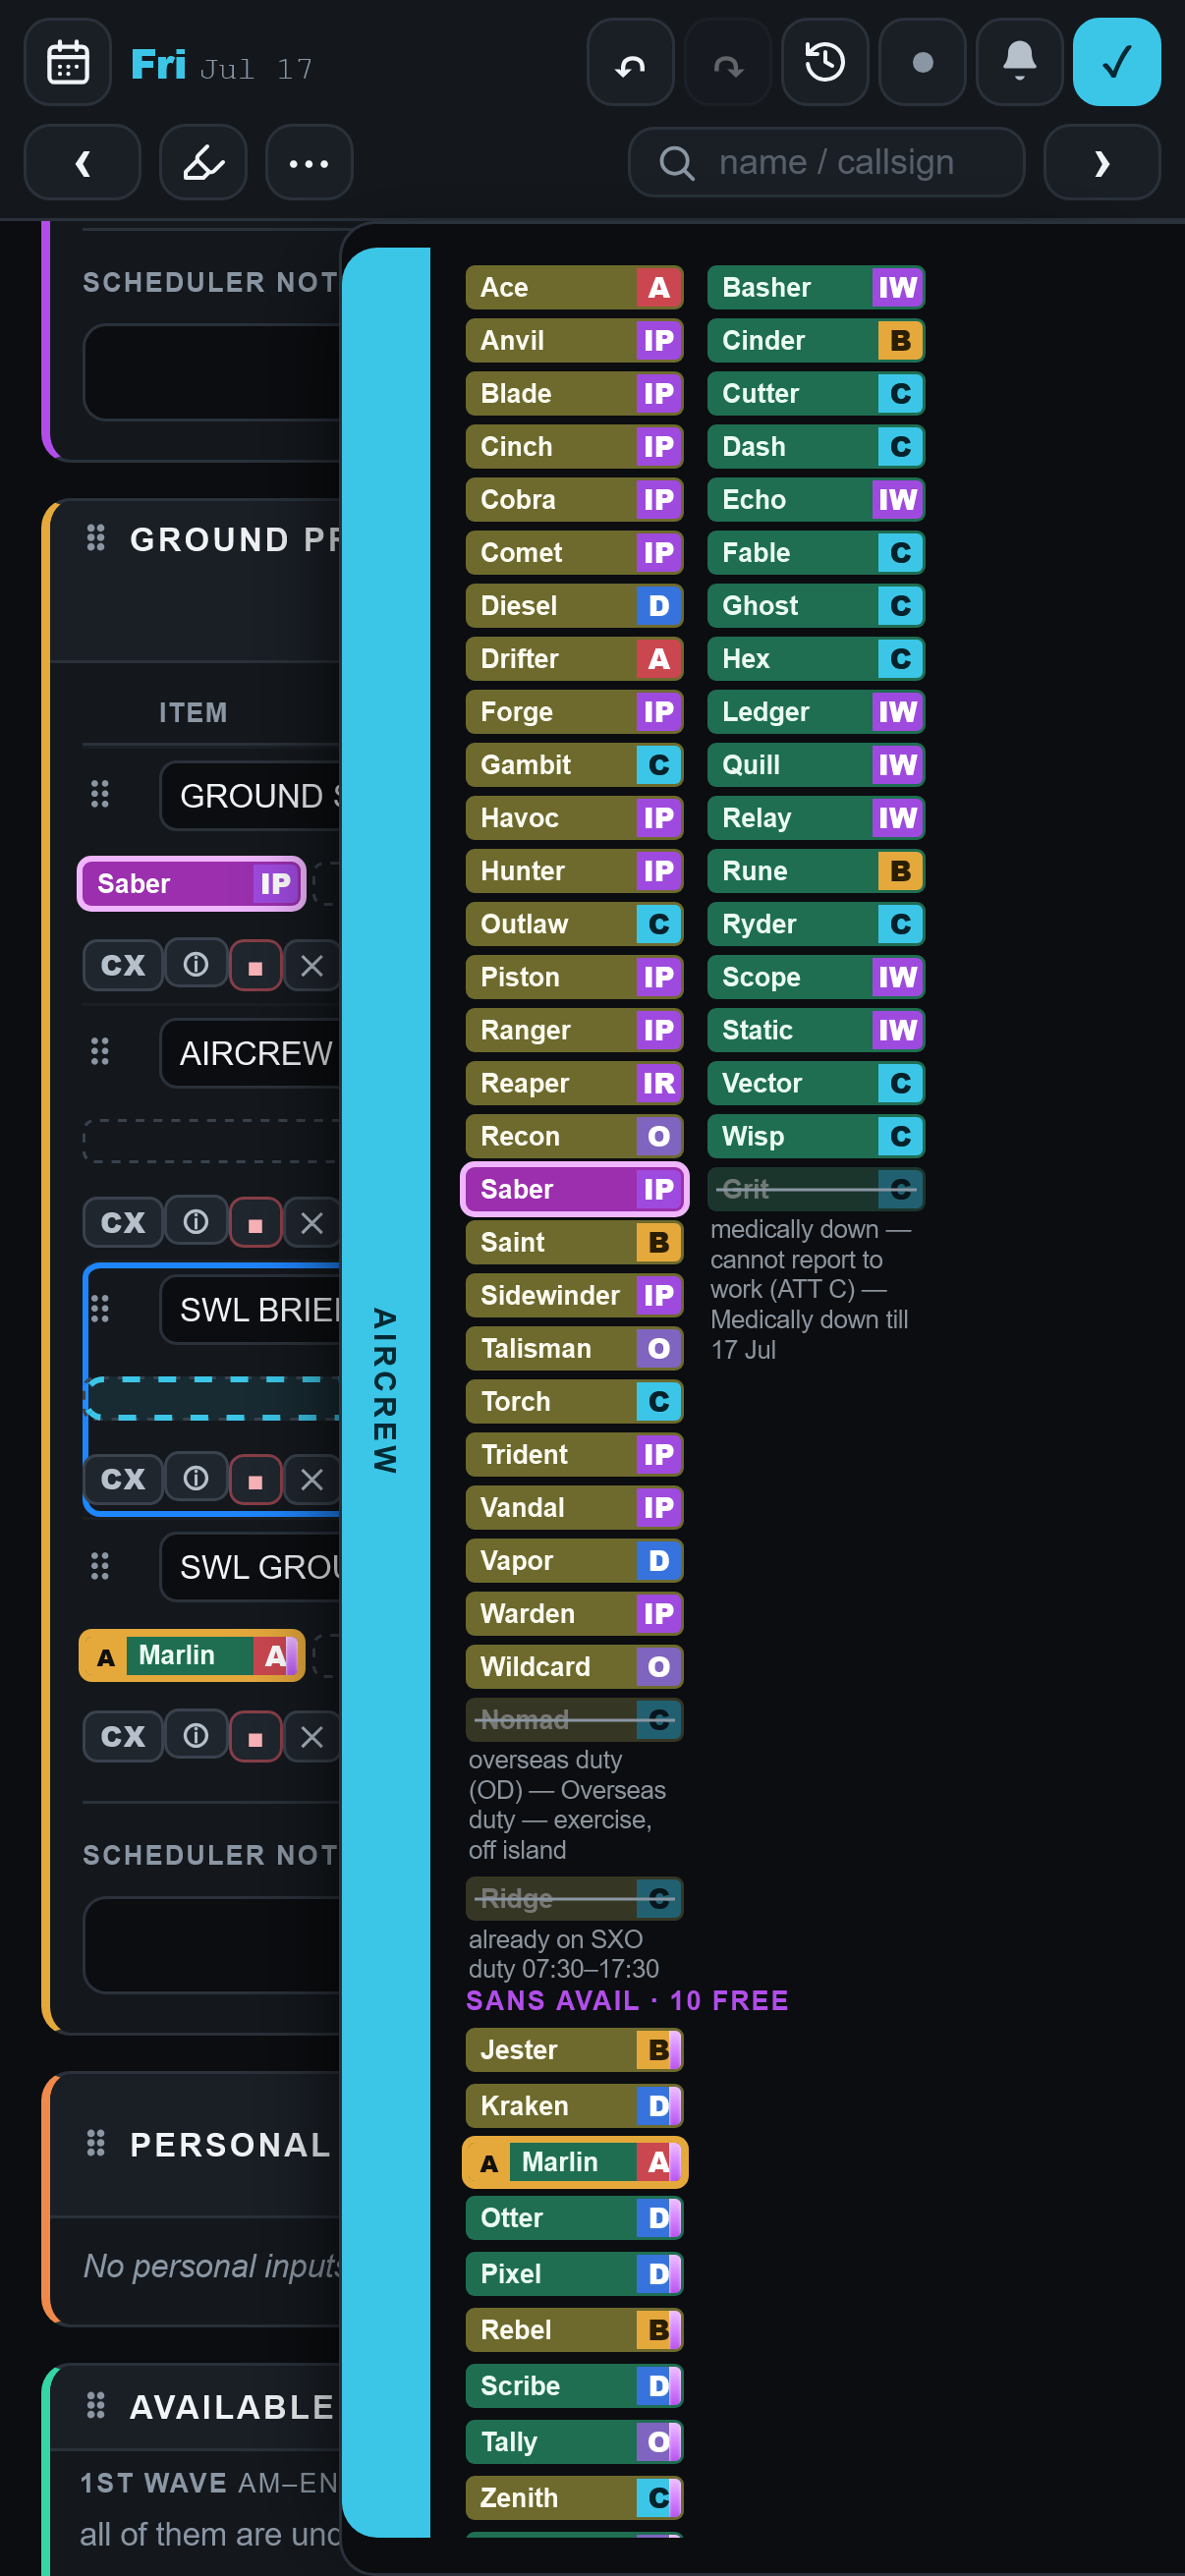 Fri Jul 17
name / callsign
SCHEDULER NOT
GROUND PR
ITEM
GROUND S
Saber IP
CX
AIRCREW
CX
SWL BRIEF
CX
SWL GROU
A Marlin A
CX
SCHEDULER NOT
PERSONAL
No personal inputs
AVAILABLE
1ST WAVE AM–EN
all of them are und
AIRCREW
Ace A
Anvil IP
Blade IP
Cinch IP
Cobra IP
Comet IP
Diesel D
Drifter A
Forge IP
Gambit C
Havoc IP
Hunter IP
Outlaw C
Piston IP
Ranger IP
Reaper IR
Recon O
Saber IP
Saint B
Sidewinder IP
Talisman O
Torch C
Trident IP
Vandal IP
Vapor D
Warden IP
Wildcard O
Nomad C
overseas duty
(OD) — Overseas
duty — exercise,
off island
Ridge C
already on SXO
duty 07:30–17:30
Basher IW
Cinder B
Cutter C
Dash C
Echo IW
Fable C
Ghost C
Hex C
Ledger IW
Quill IW
Relay IW
Rune B
Ryder C
Scope IW
Static IW
Vector C
Wisp C
Grit C
medically down —
cannot report to
work (ATT C) —
Medically down till
17 Jul
SANS AVAIL · 10 FREE
Jester B
Kraken D
A Marlin A
Otter D
Pixel D
Rebel B
Scribe D
Tally O
Zenith C